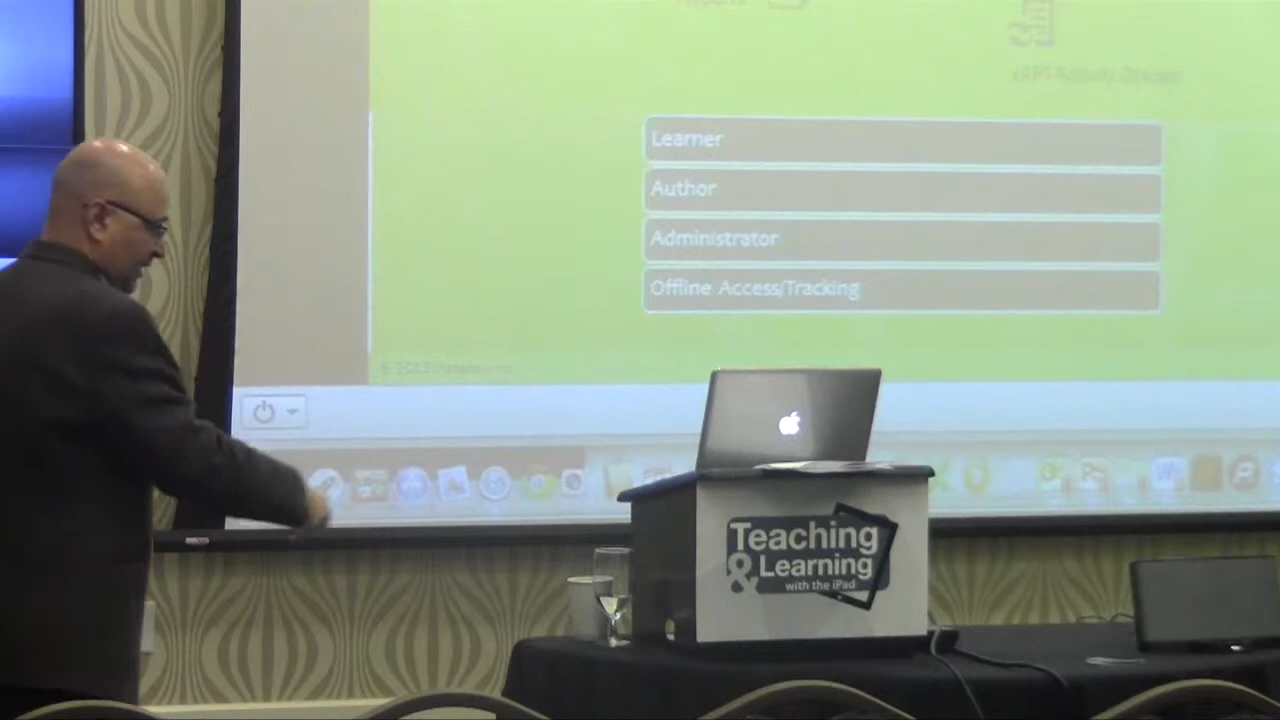 Learner
Author
Administrator
Offline Access/Tracking
Teaching
& Learning
with the iPad